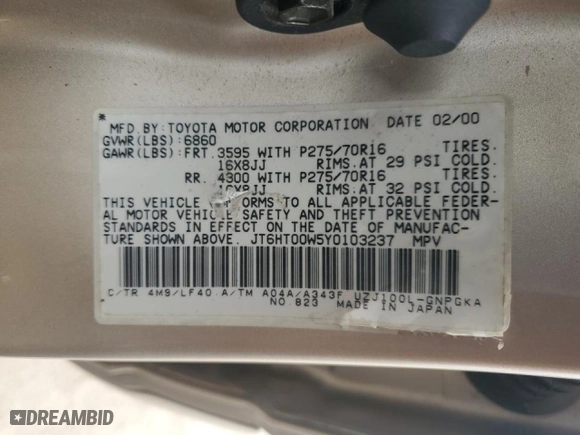 MFD.BY:TOYOTA MOTOR CORPORATION DATE 02/00
GVWR(LBS):6860
GAWR(LBS):FRT.3595 WITH P275/70R16 TIRES.
16X8JJ RIMS.AT 29 PSI COLD.
RR. 4300 WITH P275/70R16 TIRES.
16X8JJ RIMS.AT 32 PSI COLD.
THIS VEHICLE CONFORMS TO ALL APPLICABLE FEDER-
AL MOTOR VEHICLE SAFETY AND THEFT PREVENTION
STANDARDS IN EFFECT ON THE DATE OF MANUFAC-
TURE SHOWN ABOVE. JT6HT00W5Y0103237 MPV
C/TR 4M9/LF40 A/TM A04A/A343F UZJ100L-GNPGKA
NO 823 MADE IN JAPAN
DREAMBID